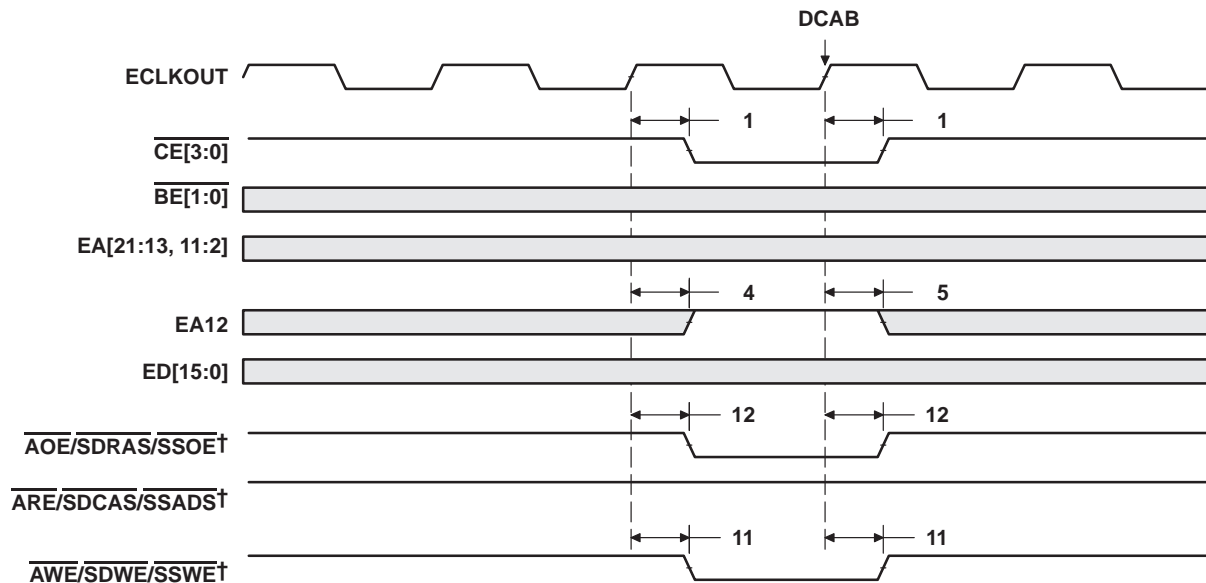 DCAB
ECLKOUT
1 1
CE[3:0]
BE[1:0]
EA[21:13, 11:2]
4 5
EA12
ED[15:0]
12 12
AOE/SDRAS/SSOE†
ARE/SDCAS/SSADS†
11 11
AWE/SDWE/SSWE†